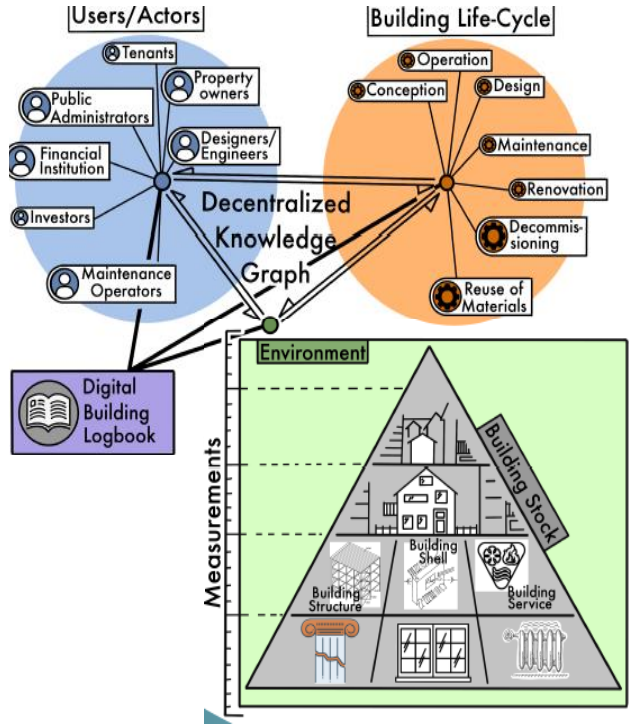 Users/Actors
Building Life-Cycle
Tenants
Property
owners
Public
Administrators
Designers/
Engineers
Financial
Institution
Investors
Maintenance
Operators
Operation
Conception
Design
Maintenance
Renovation
Decommis-
sioning
Reuse of
Materials
Decentralized
Knowledge
Graph
Digital
Building
Logbook
Environment
Measurements
Building Stock
Building
Structure
Building
Shell
Building
Service